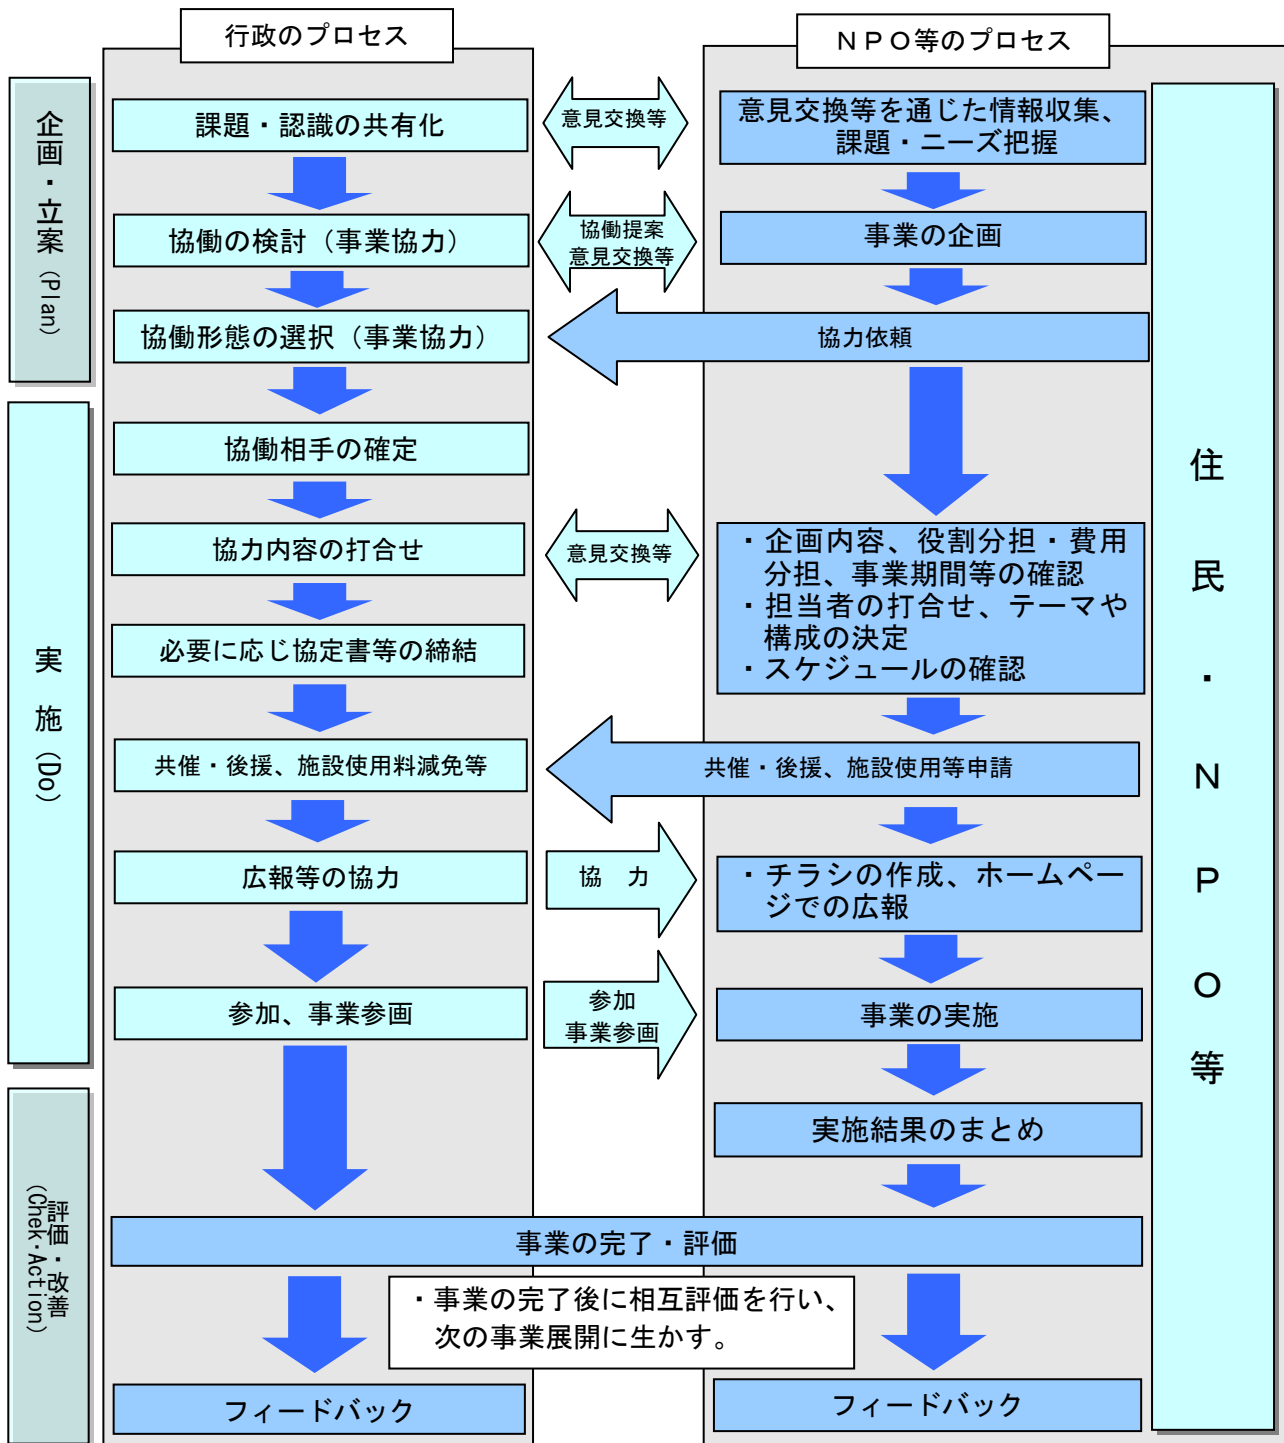 行政のプロセス
NPO等のプロセス
企画・立案(Plan)
課題・認識の共有化
意見交換等
意見交換等を通じた情報収集、
課題・ニーズ把握
協働の検討(事業協力)
協働提案
意見交換等
事業の企画
協働形態の選択(事業協力)
協力依頼
実施(Do)
協働相手の確定
協力内容の打合せ
意見交換等
・企画内容、役割分担・費用
分担、事業期間等の確認
・担当者の打合せ、テーマや
構成の決定
・スケジュールの確認
必要に応じ協定書等の締結
共催・後援、施設使用料減免等
共催・後援、施設使用等申請
広報等の協力
協 力
・チラシの作成、ホームペー
ジでの広報
参加、事業参画
参加
事業参画
事業の実施
実施結果のまとめ
評価・改善
(Chek・Action)
事業の完了・評価
・事業の完了後に相互評価を行い、
次の事業展開に生かす。
フィードバック
フィードバック
住民・NPO等